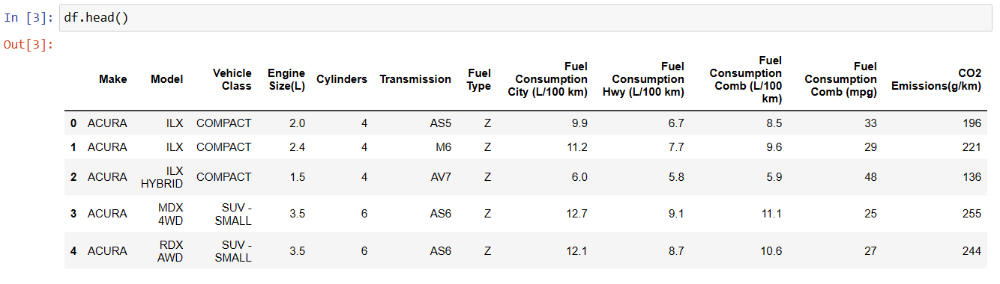 In [3]: df.head()
Out[3]:
Make Model Vehicle Class Engine Size(L) Cylinders Transmission Fuel Type Fuel Consumption City (L/100 km) Fuel Consumption Hwy (L/100 km) Fuel Consumption Comb (L/100 km) Fuel Consumption Comb (mpg) CO2 Emissions(g/km)
0 ACURA ILX COMPACT 2.0 4 AS5 Z 9.9 6.7 8.5 33 196
1 ACURA ILX COMPACT 2.4 4 M6 Z 11.2 7.7 9.6 29 221
2 ACURA ILX HYBRID COMPACT 1.5 4 AV7 Z 6.0 5.8 5.9 48 136
3 ACURA MDX 4WD SUV - SMALL 3.5 6 AS6 Z 12.7 9.1 11.1 25 255
4 ACURA RDX AWD SUV - SMALL 3.5 6 AS6 Z 12.1 8.7 10.6 27 244